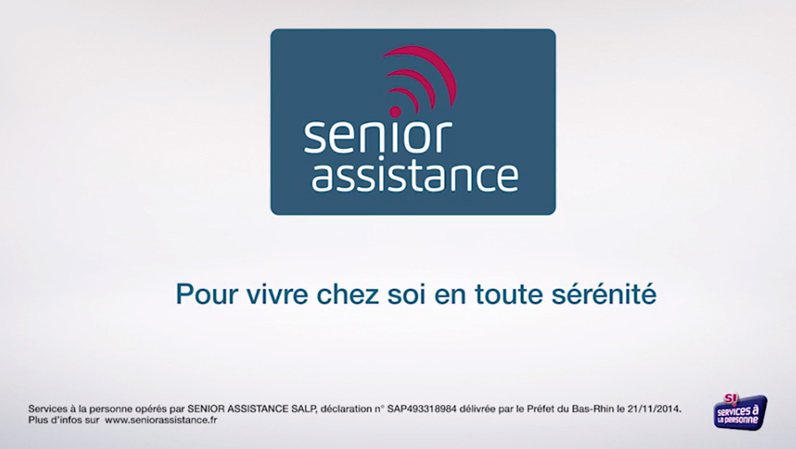 senior
assistance
Pour vivre chez soi en toute sérénité
Services à la personne opérés par SENIOR ASSISTANCE SALP, déclaration n° SAP493318984 délivrée par le Préfet du Bas-Rhin le 21/11/2014.
Plus d'infos sur www.seniorassistance.fr
SERVICES À
LA PERSONNE